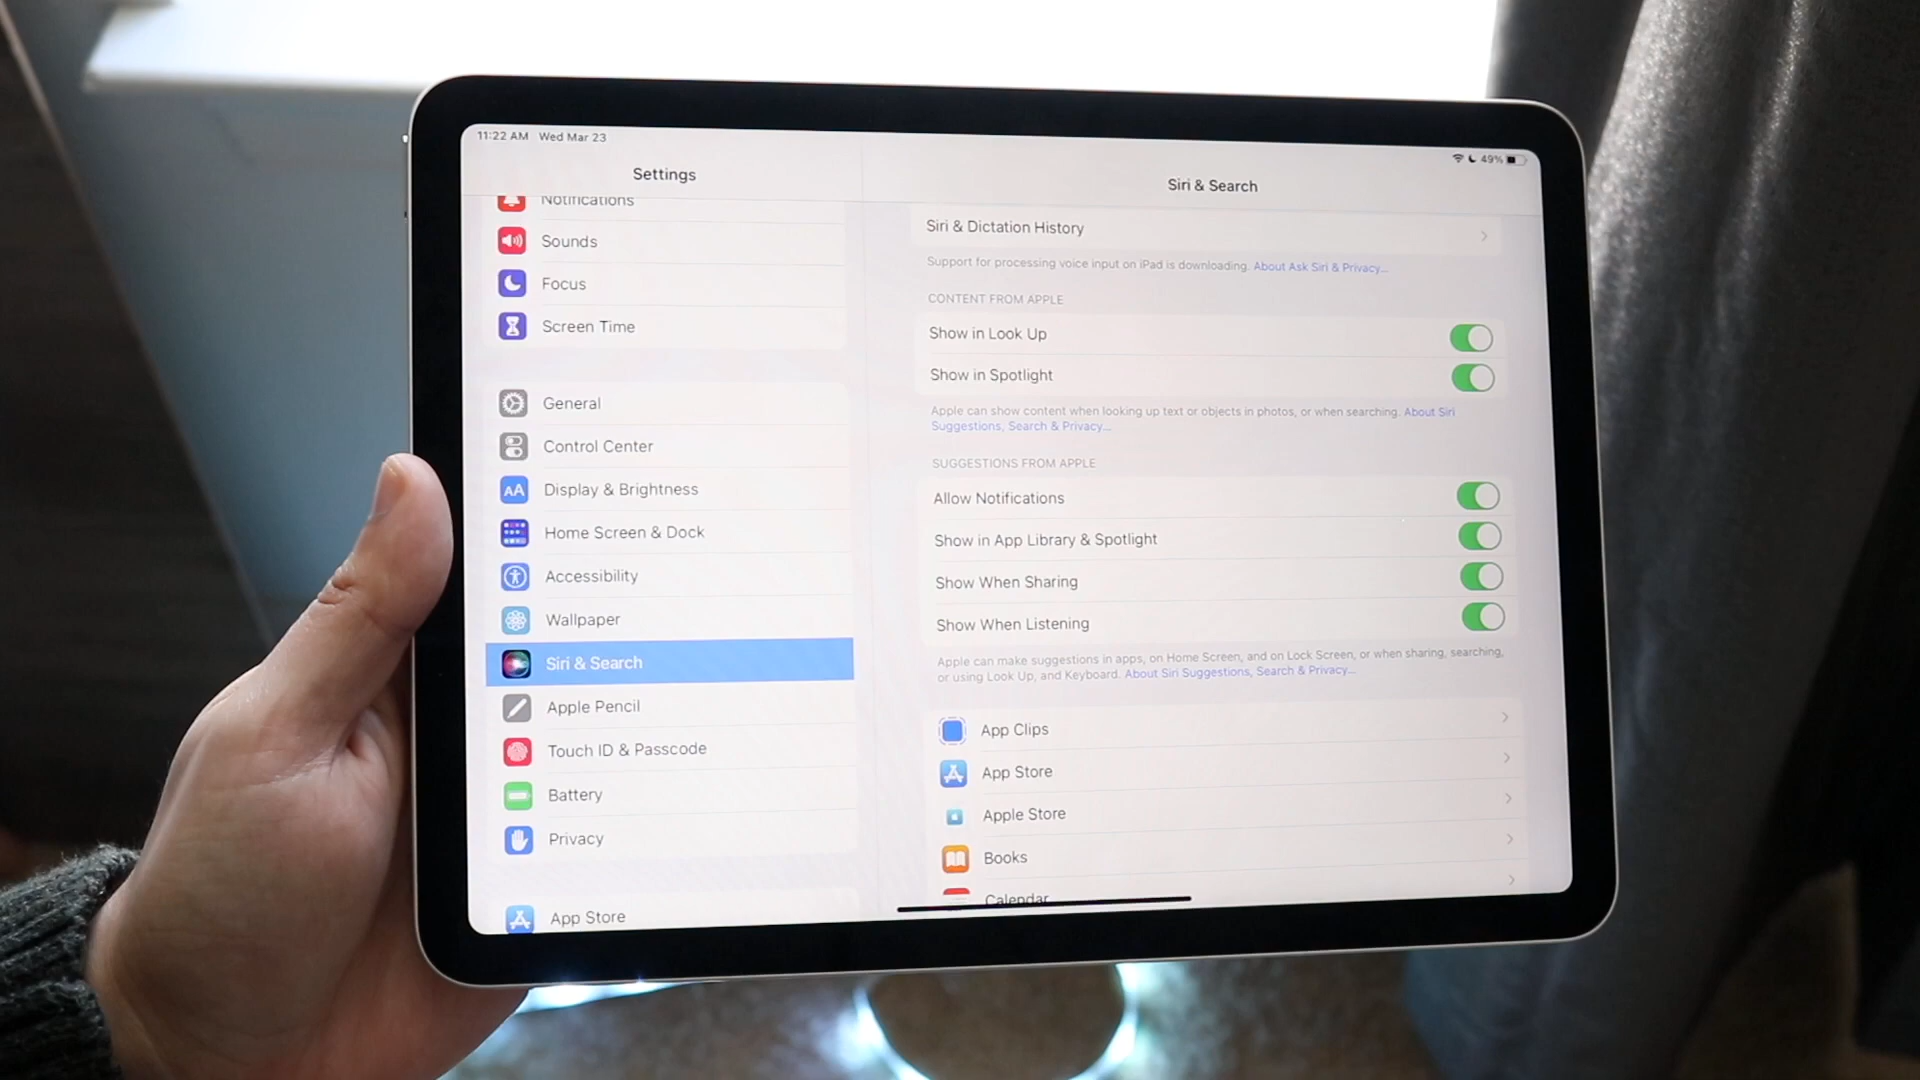 11:22 AM Wed Mar 23
49%
Settings
Notifications
Sounds
Focus
Screen Time
General
Control Center
AA
Display & Brightness
Home Screen & Dock
Accessibility
Wallpaper
Siri & Search
Apple Pencil
Touch ID & Passcode
Battery
Privacy
App Store
Siri & Search
Siri & Dictation History
Support for processing voice input on iPad is downloading. About Ask Siri & Privacy...
CONTENT FROM APPLE
Show in Look Up
Show in Spotlight
Apple can show content when looking up text or objects in photos, or when searching. About Siri
Suggestions, Search & Privacy...
SUGGESTIONS FROM APPLE
Allow Notifications
Show in App Library & Spotlight
Show When Sharing
Show When Listening
Apple can make suggestions in apps, on Home Screen, and on Lock Screen, or when sharing, searching,
or using Look Up, and Keyboard. About Siri Suggestions, Search & Privacy...
App Clips
App Store
Apple Store
Books
Calendar